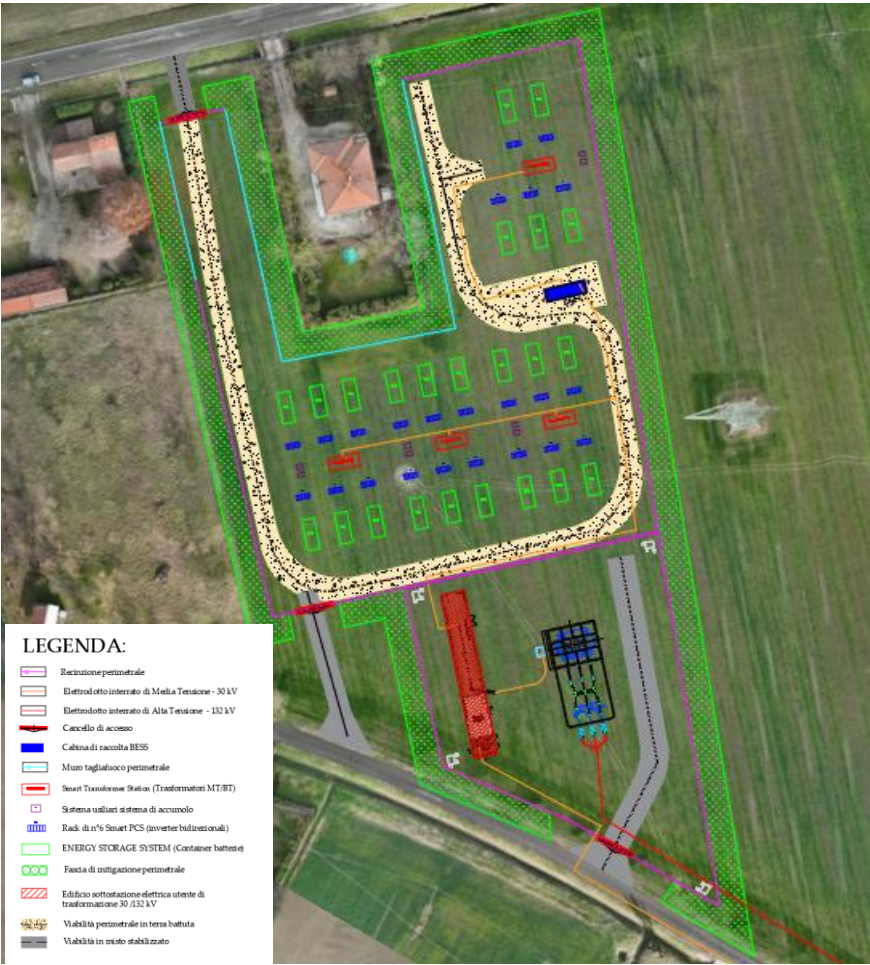 LEGENDA:
Recinzione perimetrale
Elettrodotto interrato di Media Tensione - 30 kV
Elettrodotto interrato di Alta Tensione - 132 kV
Cancello di accesso
Cabina di raccolta BESS
Muro tagliafuoco perimetrale
Smart Transformer Station (Trasformatori MT/BT)
Sistema usiliari sistema di accumolo
Rack di n°6 Smart PCS (inverter bidirezionali)
ENERGY STORAGE SYSTEM (Container batterie)
Fascia di mitigazione perimetrale
Edificio sottostazione elettrica utente di
trasformazione 30 /132 kV
Viabilità perimetrale in terra battuta
Viabilità in misto stabilizzato